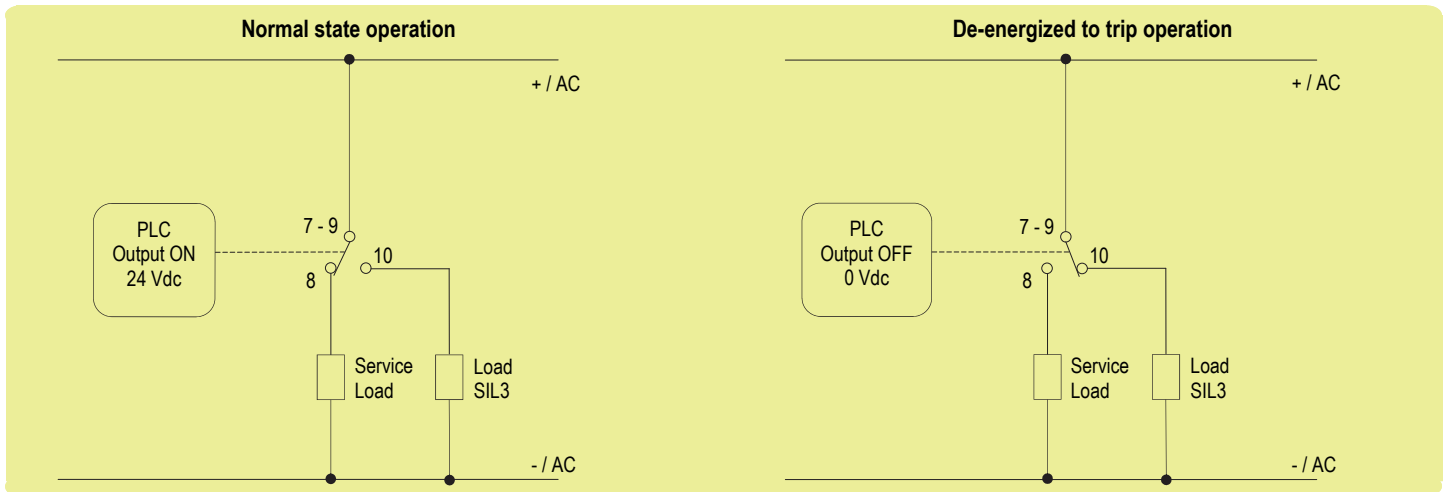 Normal state operation
+ / AC
PLC
Output ON
24 Vdc
7 - 9
10
8
Service
Load
Load
SIL3
- / AC
De-energized to trip operation
+ / AC
PLC
Output OFF
0 Vdc
7 - 9
10
8
Service
Load
Load
SIL3
- / AC